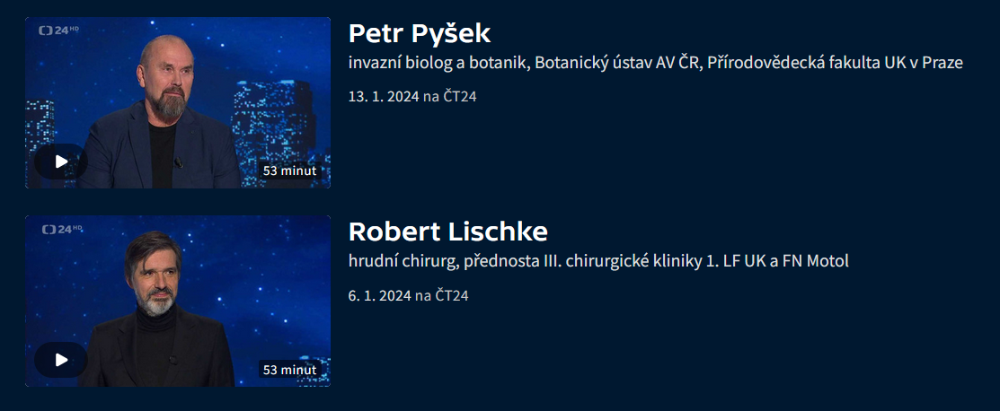 24 HD
Petr Pyšek
invazní biolog a botanik, Botanický ústav AV ČR, Přírodovědecká fakulta UK v Praze
13. 1. 2024 na ČT24
53 minut
24 HD
Robert Lischke
hrudní chirurg, přednosta III. chirurgické kliniky 1. LF UK a FN Motol
6. 1. 2024 na ČT24
53 minut